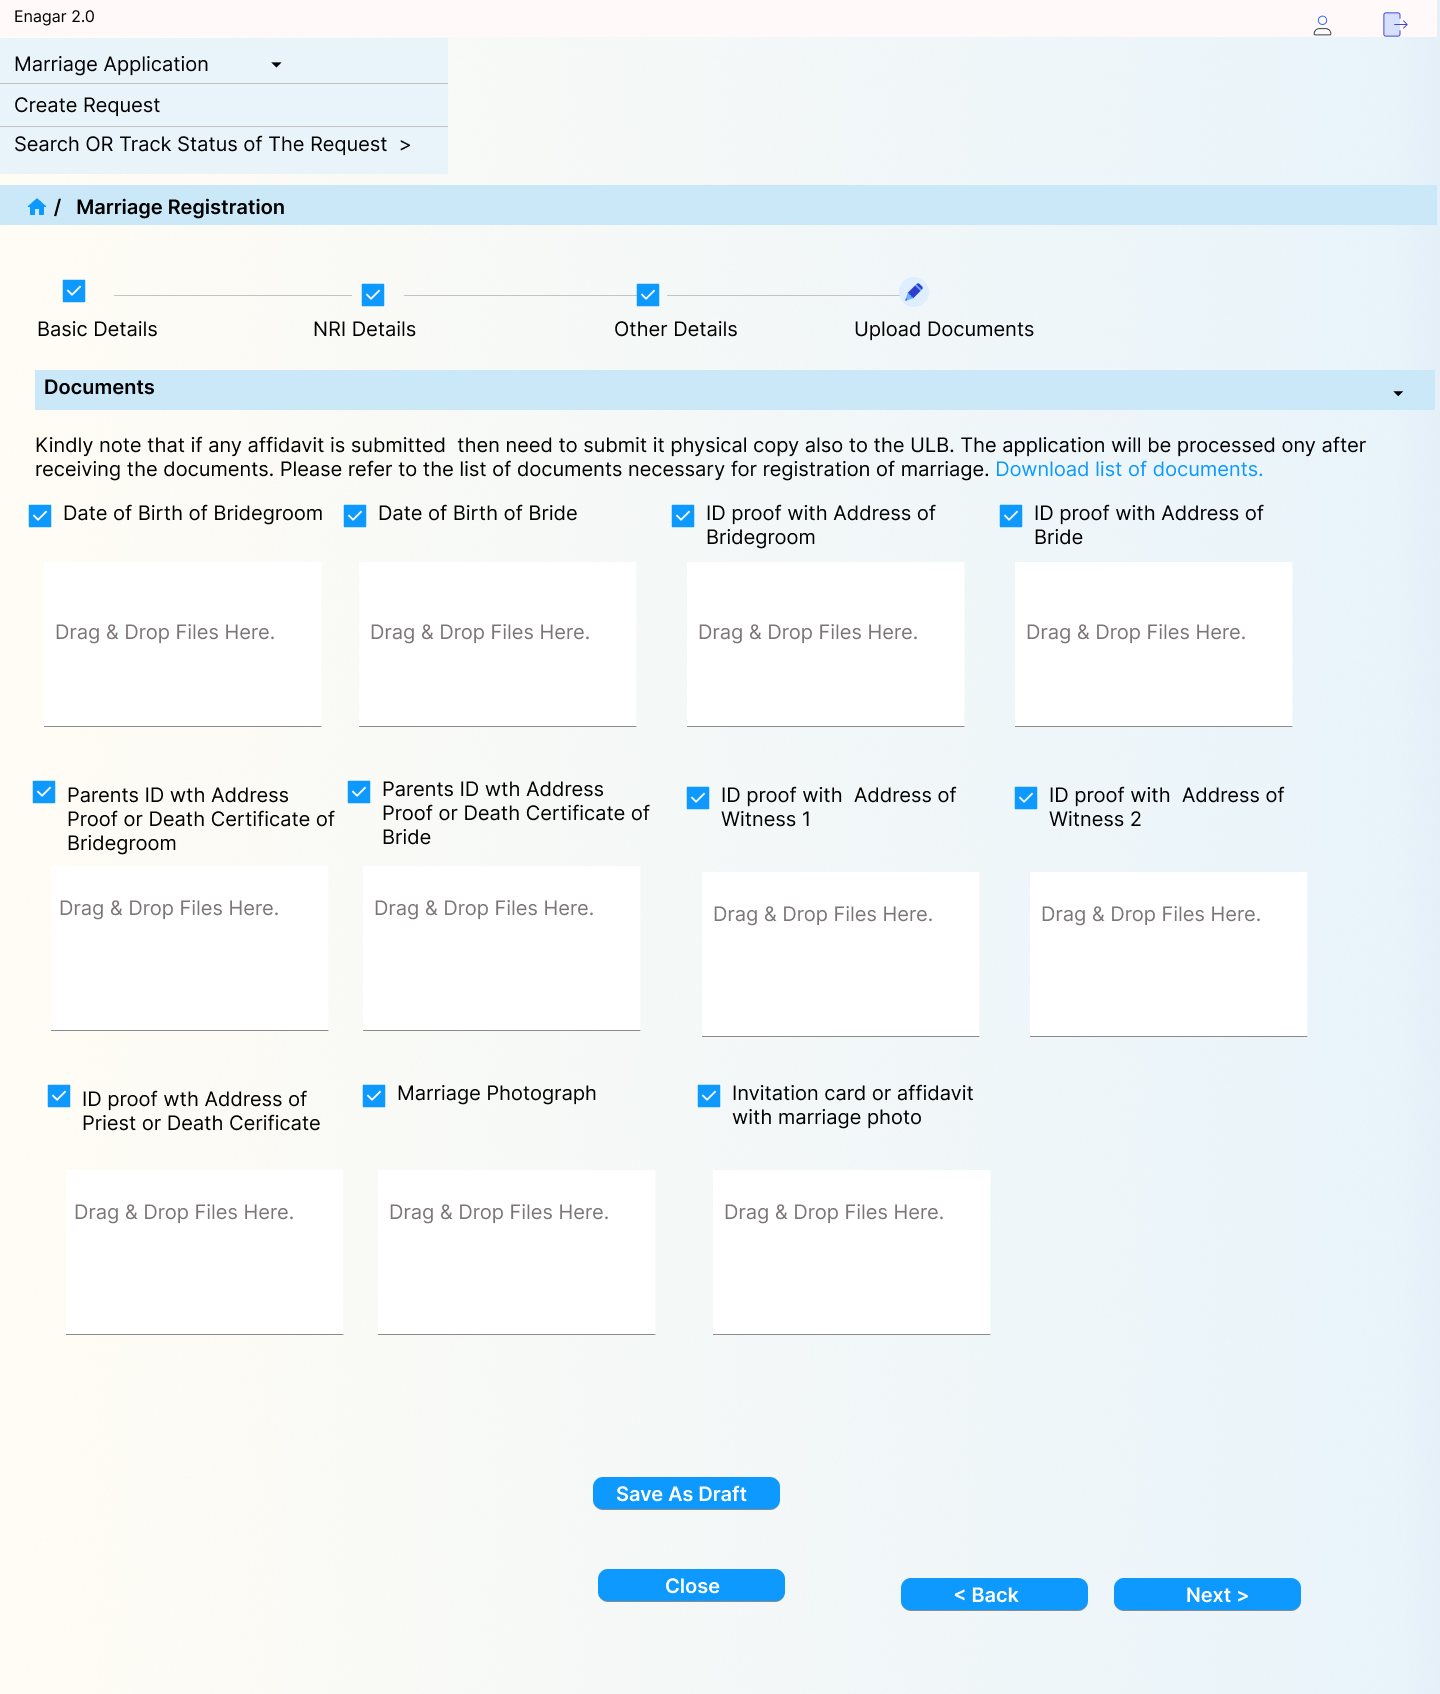 Enagar 2.0
Marriage Application
Create Request
Search OR Track Status of The Request  >
/ Marriage Registration
Basic Details
NRI Details
Other Details
Upload Documents
Documents
Kindly note that if any affidavit is submitted  then need to submit it physical copy also to the ULB. The application will be processed ony after
receiving the documents. Please refer to the list of documents necessary for registration of marriage. Download list of documents.
Date of Birth of Bridegroom
Date of Birth of Bride
ID proof with Address of
Bridegroom
ID proof with Address of
Bride
Drag & Drop Files Here.
Drag & Drop Files Here.
Drag & Drop Files Here.
Drag & Drop Files Here.
Parents ID wth Address
Proof or Death Certificate of
Bridegroom
Parents ID wth Address
Proof or Death Certificate of
Bride
ID proof with  Address of
Witness 1
ID proof with  Address of
Witness 2
Drag & Drop Files Here.
Drag & Drop Files Here.
Drag & Drop Files Here.
Drag & Drop Files Here.
ID proof wth Address of
Priest or Death Cerificate
Marriage Photograph
Invitation card or affidavit
with marriage photo
Drag & Drop Files Here.
Drag & Drop Files Here.
Drag & Drop Files Here.
Save As Draft
Close
< Back
Next >